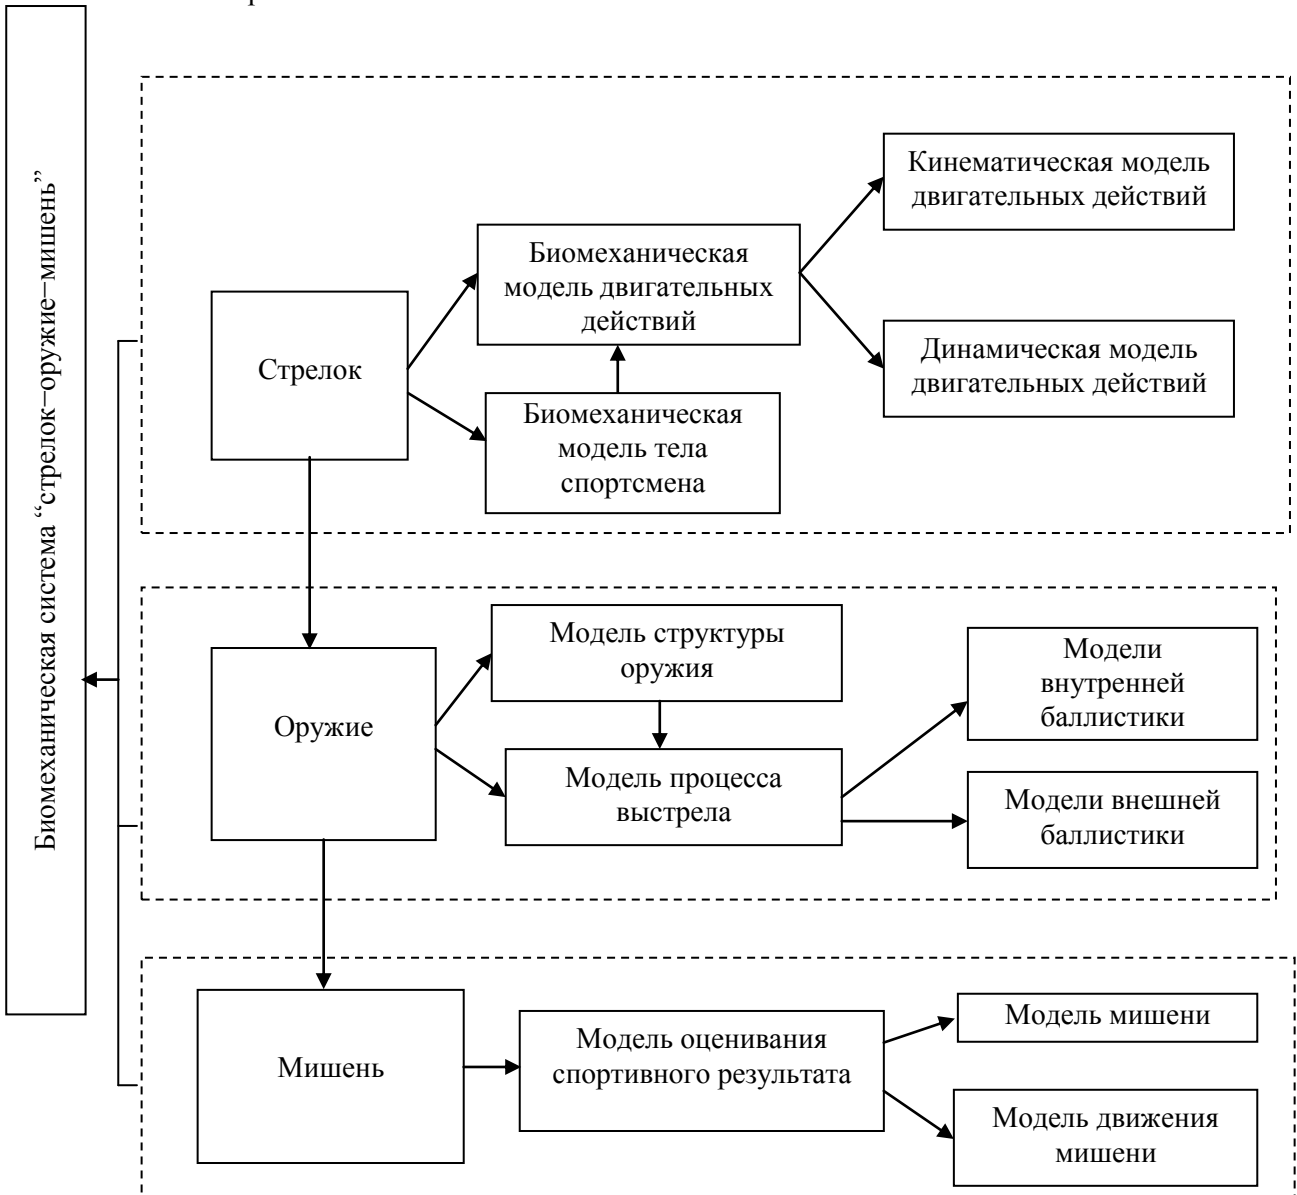 Биомеханическая система “стрелок–оружие–мишень”
Кинематическая модель
двигательных действий
Биомеханическая
модель двигательных
действий
Стрелок
Динамическая модель
двигательных действий
Биомеханическая
модель тела
спортсмена
Модель структуры
оружия
Модели
внутренней
баллистики
Оружие
Модель процесса
выстрела
Модели внешней
баллистики
Мишень
Модель оценивания
спортивного результата
Модель мишени
Модель движения
мишени